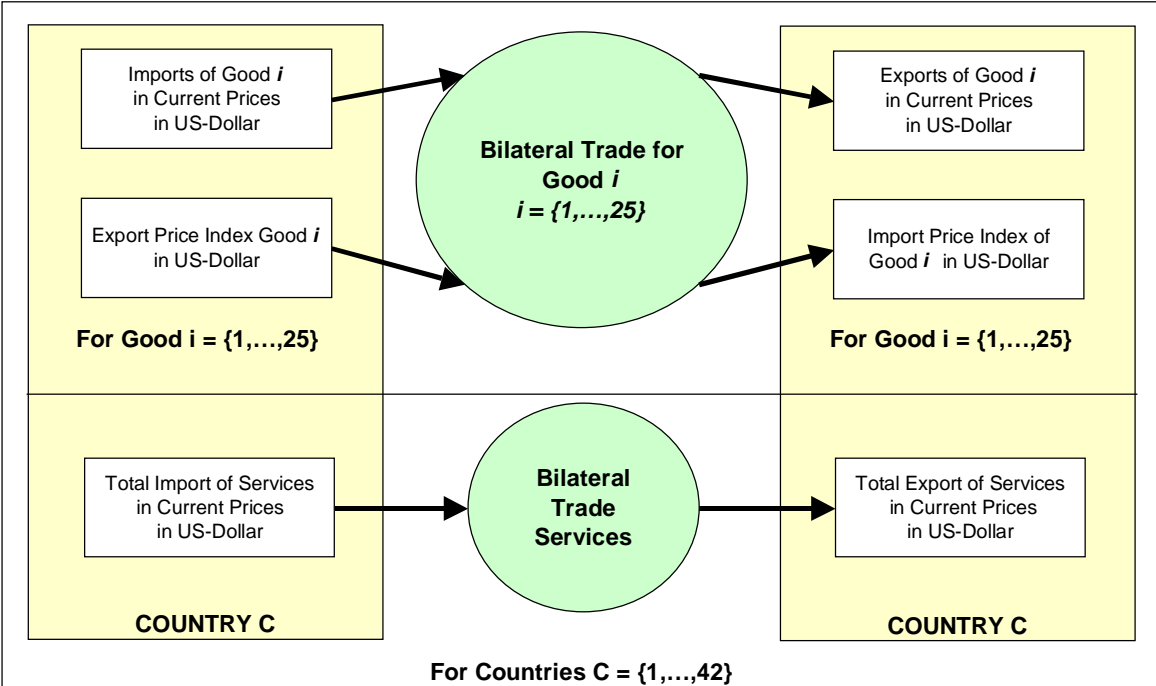 Imports of Good i
in Current Prices
in US-Dollar
Export Price Index Good i
in US-Dollar
For Good i = {1,…,25}
Bilateral Trade for
Good i
i = {1,…,25}
Exports of Good i
in Current Prices
in US-Dollar
Import Price Index of
Good i in US-Dollar
For Good i = {1,…,25}
Total Import of Services
in Current Prices
in US-Dollar
COUNTRY C
Bilateral
Trade
Services
Total Export of Services
in Current Prices
in US-Dollar
COUNTRY C
For Countries C = {1,…,42}